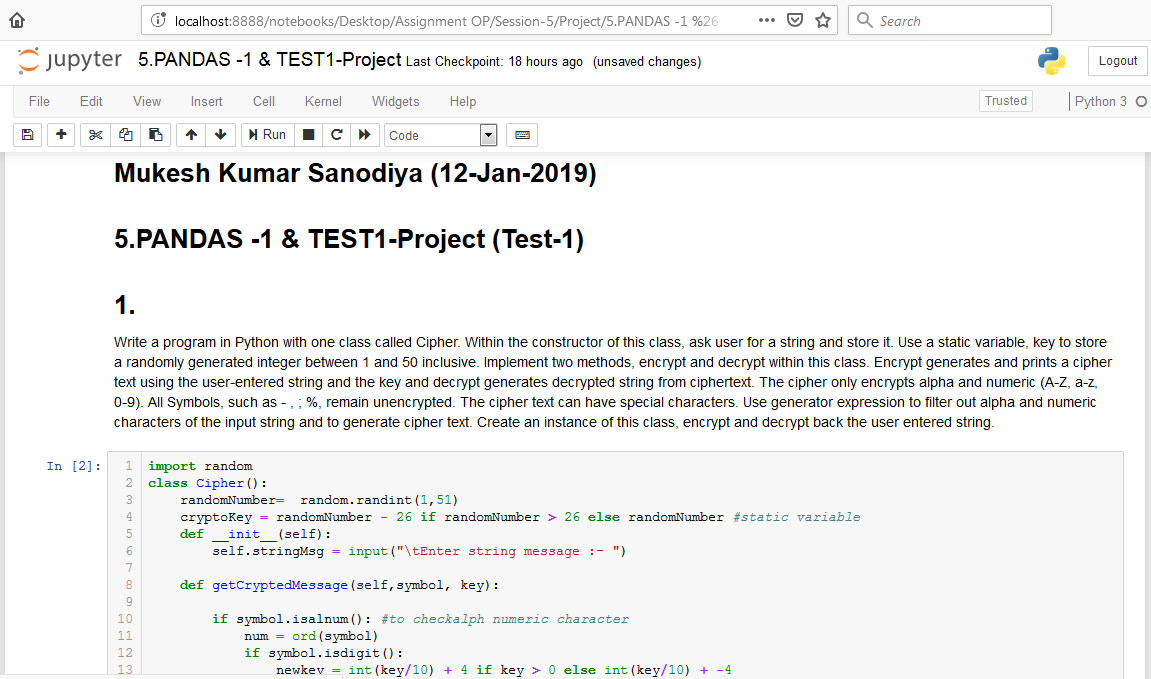 localhost:8888/notebooks/Desktop/Assignment OP/Session-5/Project/5.PANDAS -1 %26
Search
jupyter 5.PANDAS -1 & TEST1-Project Last Checkpoint: 18 hours ago (unsaved changes)
Logout
File Edit View Insert Cell Kernel Widgets Help
Trusted
Python 3
Run
Code
Mukesh Kumar Sanodiya (12-Jan-2019)
5.PANDAS -1 & TEST1-Project (Test-1)
1.
Write a program in Python with one class called Cipher. Within the constructor of this class, ask user for a string and store it. Use a static variable, key to store
a randomly generated integer between 1 and 50 inclusive. Implement two methods, encrypt and decrypt within this class. Encrypt generates and prints a cipher
text using the user-entered string and the key and decrypt generates decrypted string from ciphertext. The cipher only encrypts alpha and numeric (A-Z, a-z,
0-9). All Symbols, such as - , ; %, remain unencrypted. The cipher text can have special characters. Use generator expression to filter out alpha and numeric
characters of the input string and to generate cipher text. Create an instance of this class, encrypt and decrypt back the user entered string.
In [2]:
1 import random
2 class Cipher():
3     randomNumber=  random.randint(1,51)
4     cryptoKey = randomNumber - 26 if randomNumber > 26 else randomNumber #static variable
5     def __init__(self):
6         self.stringMsg = input("\tEnter string message :- ")
7
8     def getCryptedMessage(self,symbol, key):
9
10         if symbol.isalnum(): #to checkalph numeric character
11             num = ord(symbol)
12             if symbol.isdigit():
13                 newkey = int(key/10) + 4 if key > 0 else int(key/10) + -4